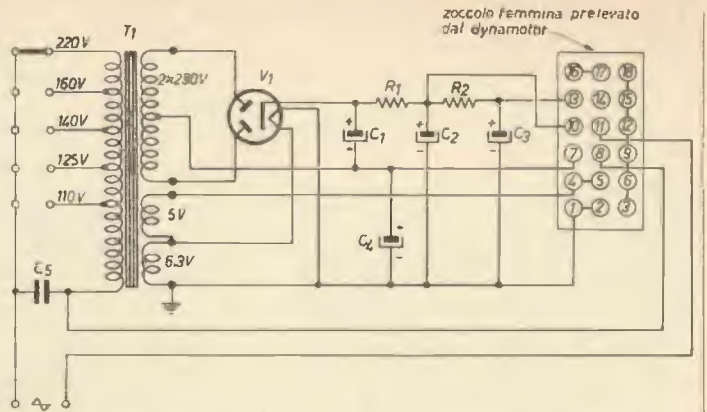 zoccolo femmina prelevato
dal dynamotor
T1
220V
160V
140V
125V
110V
2×280V
5V
6.3V
V1
R1
R2
C1
C2
C3
C4
C5
16 17 18
13 14 15
10 11 12
7 8 9
4 5 6
1 2 3